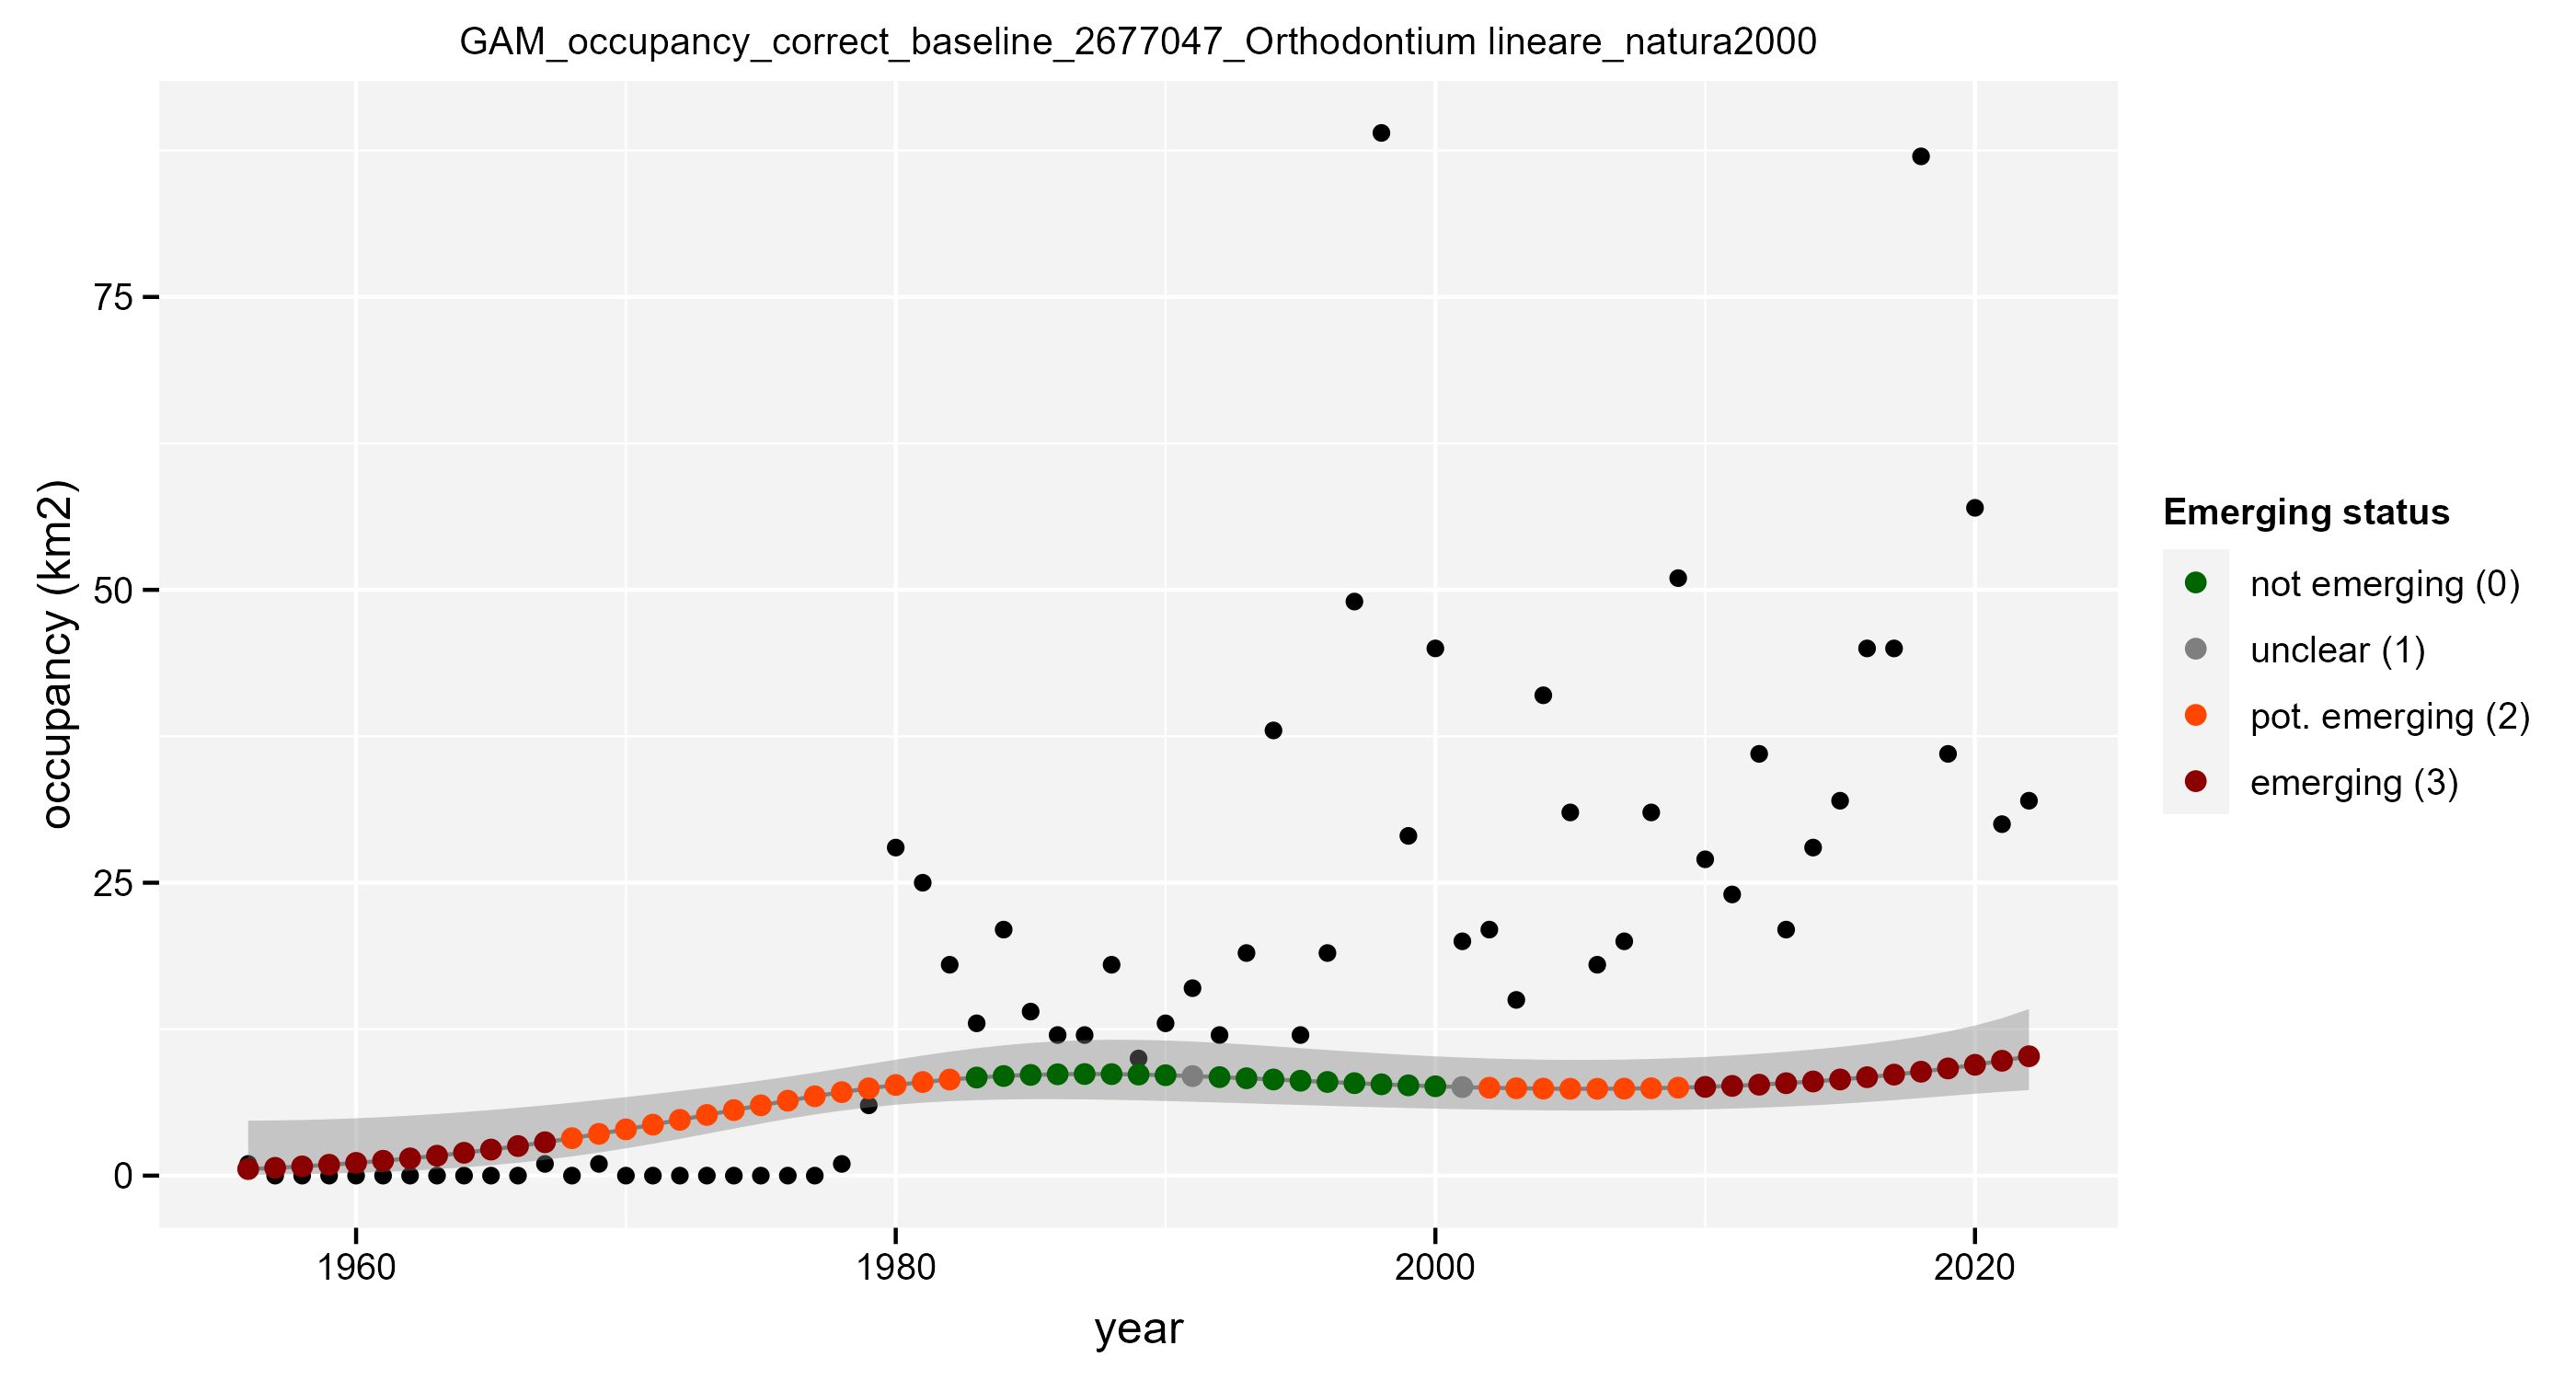 GAM_occupancy_correct_baseline_2677047_Orthodontium lineare_natura2000
occupancy (km2)
75
50
25
0
1960
1980
2000
2020
year
Emerging status
not emerging (0)
unclear (1)
pot. emerging (2)
emerging (3)